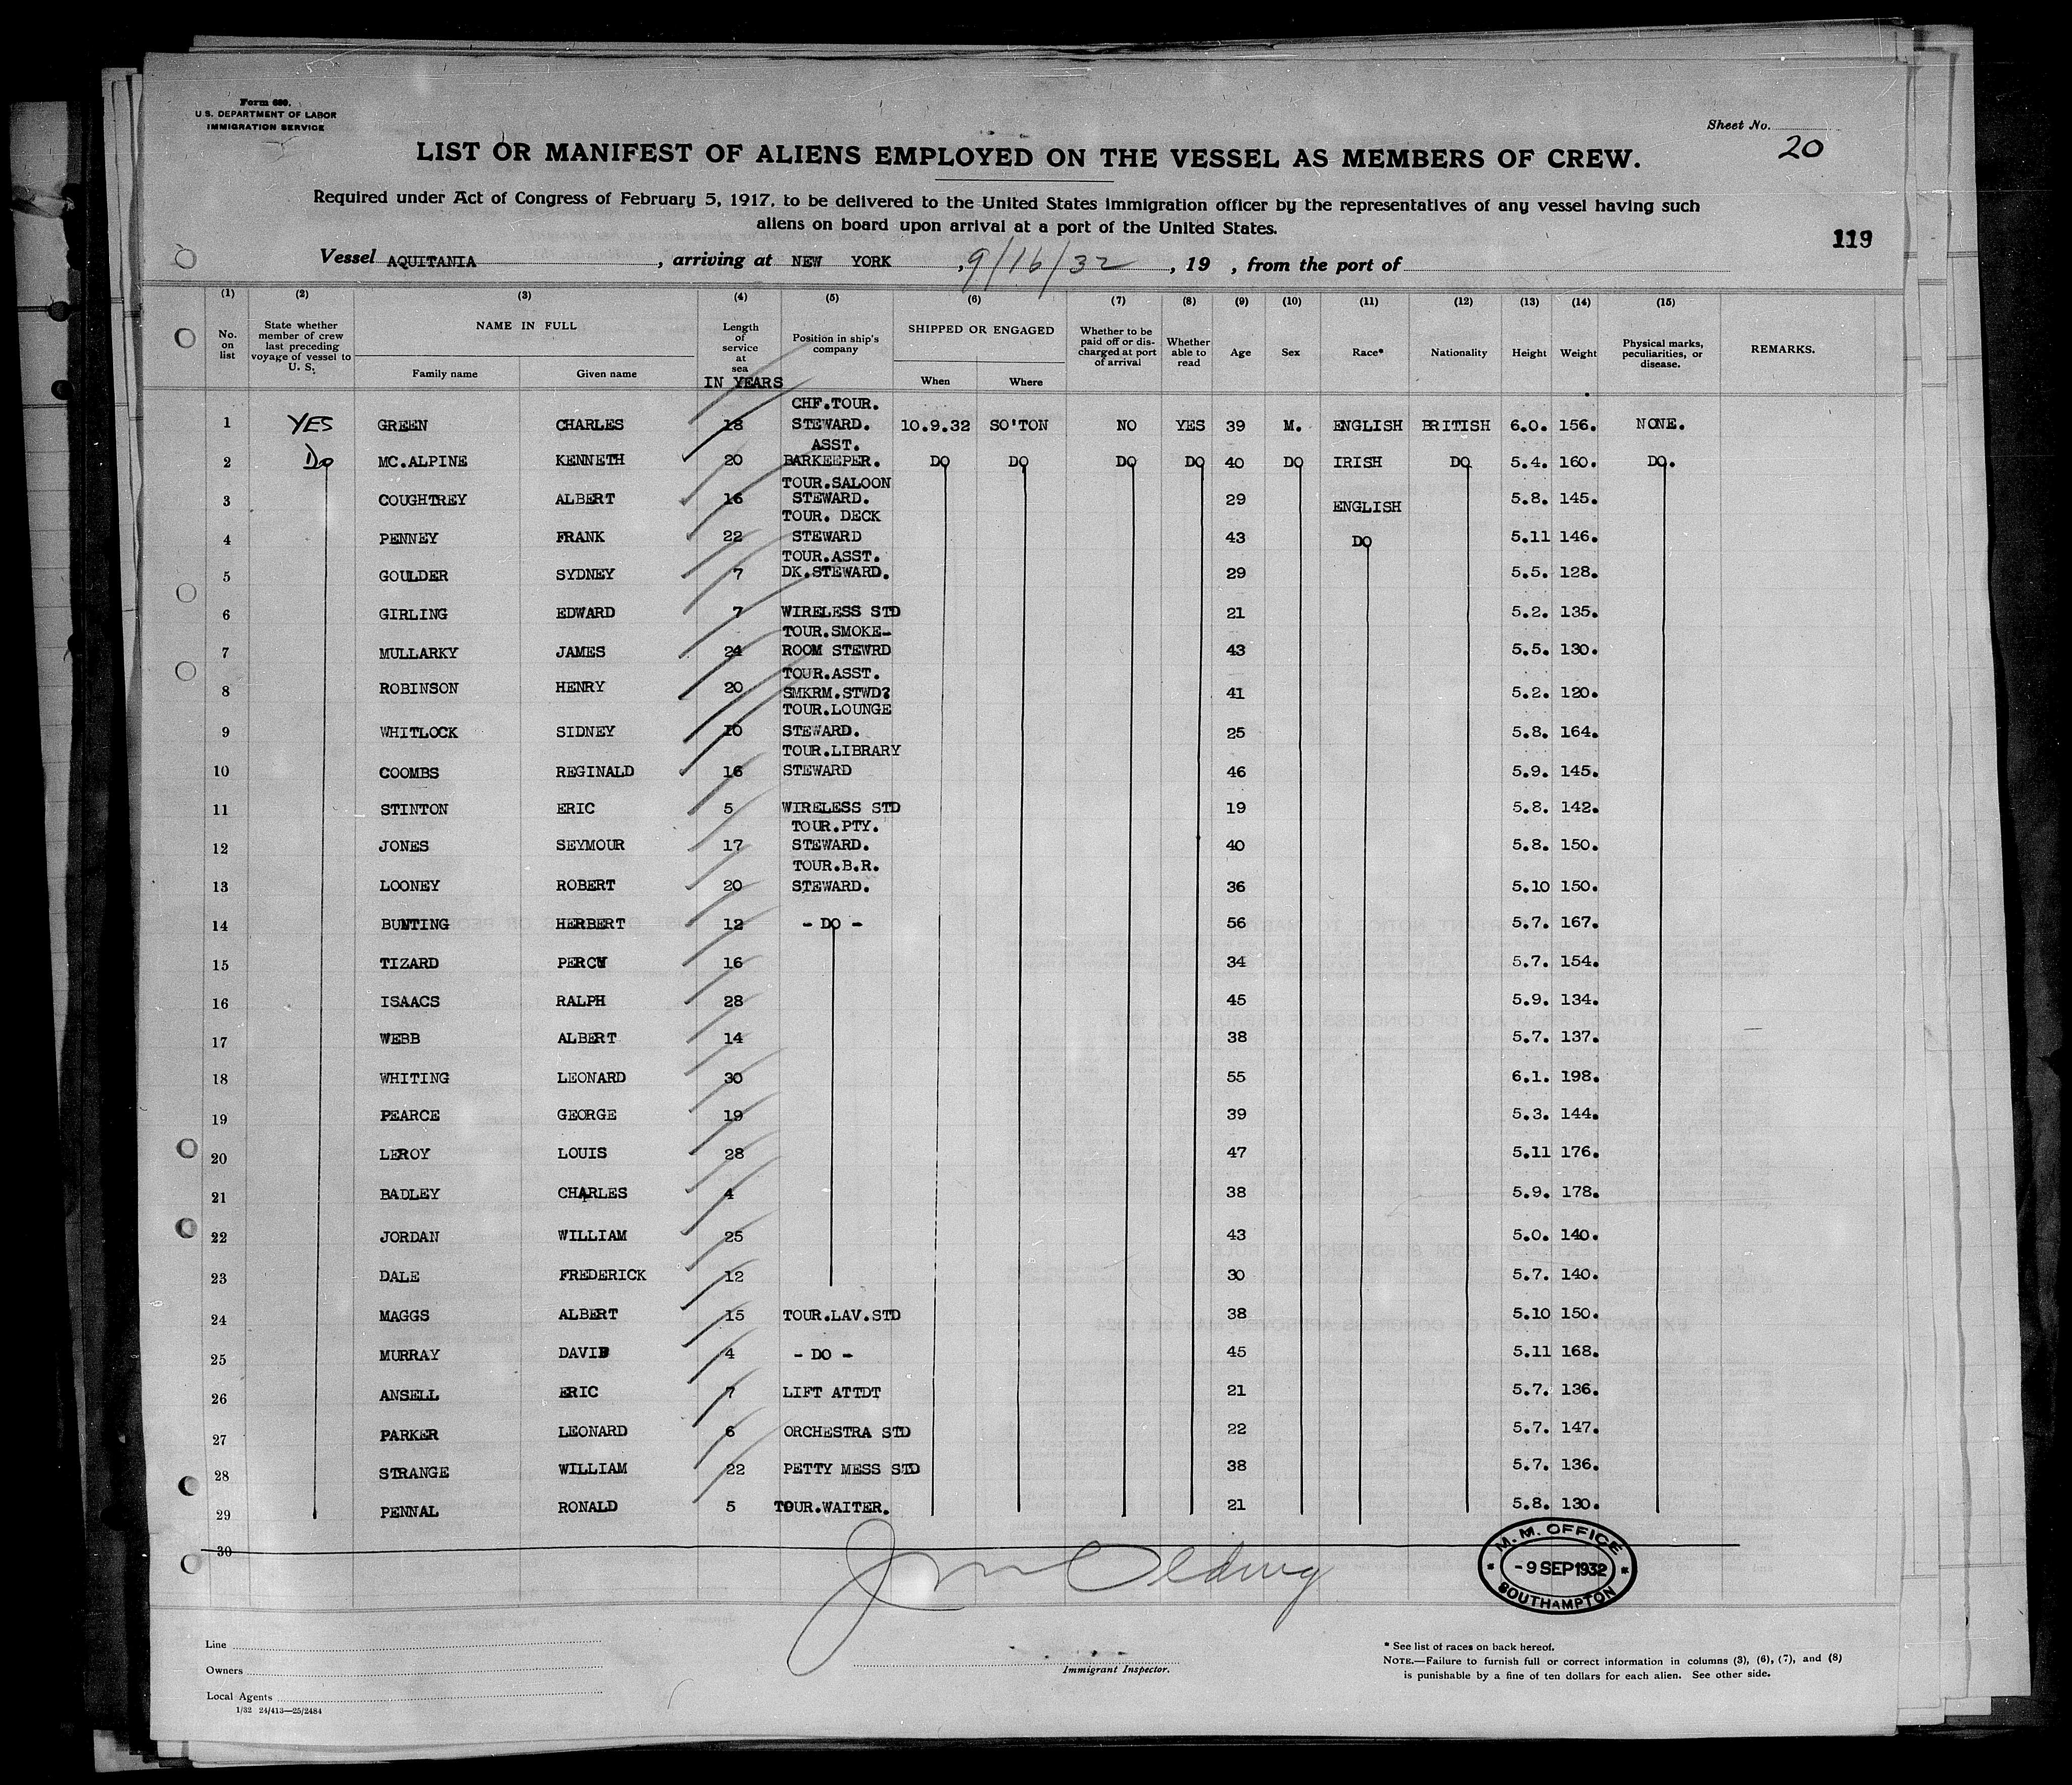 Form 680.
U.S. DEPARTMENT OF LABOR
IMMIGRATION SERVICE
Sheet No. 20
LIST OR MANIFEST OF ALIENS EMPLOYED ON THE VESSEL AS MEMBERS OF CREW.
Required under Act of Congress of February 5, 1917, to be delivered to the United States immigration officer by the representatives of any vessel having such
aliens on board upon arrival at a port of the United States.
119
Vessel AQUITANIA, arriving at NEW YORK, 9/16/32, 19 , from the port of
(1) (2) (3) (4) (5) (6) (7) (8) (9) (10) (11) (12) (13) (14) (15)
No. on list
State whether member of crew last preceding voyage of vessel to U. S.
NAME IN FULL
Family name Given name
Length of service at sea
IN YEARS
Position in ship's company
SHIPPED OR ENGAGED
When Where
Whether to be paid off or discharged at port of arrival
Whether able to read
Age Sex Race* Nationality Height Weight
Physical marks, peculiarities, or disease.
REMARKS.
1 YES GREEN CHARLES 18 CHF.TOUR. STEWARD. 10.9.32 SO'TON NO YES 39 M. ENGLISH BRITISH 6.0. 156. NONE.
2 Do MC.ALPINE KENNETH 20 ASST. BARKEEPER. DO DO DO DO 40 DO IRISH DO 5.4. 160. DO.
3 COUGHTREY ALBERT 16 TOUR.SALOON STEWARD. 29 ENGLISH 5.8. 145.
4 PENNEY FRANK 22 TOUR. DECK STEWARD 43 DO 5.11 146.
5 GOULDER SYDNEY 7 TOUR.ASST. DK.STEWARD. 29 5.5. 128.
6 GIRLING EDWARD 7 WIRELESS STD 21 5.2. 135.
7 MULLARKY JAMES 24 TOUR.SMOKE- ROOM STEWRD 43 5.5. 130.
8 ROBINSON HENRY 20 TOUR.ASST. SMKRM.STWD? 41 5.2. 120.
9 WHITLOCK SIDNEY 10 TOUR.LOUNGE STEWARD. 25 5.8. 164.
10 COOMBS REGINALD 16 TOUR.LIBRARY STEWARD 46 5.9. 145.
11 STINTON ERIC 5 WIRELESS STD 19 5.8. 142.
12 JONES SEYMOUR 17 TOUR.PTY. STEWARD. 40 5.8. 150.
13 LOONEY ROBERT 20 TOUR.B.R. STEWARD. 36 5.10 150.
14 BUNTING HERBERT 12 - DO - 56 5.7. 167.
15 TIZARD PERCY 16 34 5.7. 154.
16 ISAACS RALPH 28 45 5.9. 134.
17 WEBB ALBERT 14 38 5.7. 137.
18 WHITING LEONARD 30 55 6.1. 198.
19 PEARCE GEORGE 19 39 5.3. 144.
20 LEROY LOUIS 28 47 5.11 176.
21 BADLEY CHARLES 4 38 5.9. 178.
22 JORDAN WILLIAM 25 43 5.0. 140.
23 DALE FREDERICK 12 30 5.7. 140.
24 MAGGS ALBERT 15 TOUR.LAV.STD 38 5.10 150.
25 MURRAY DAVID 4 - DO - 45 5.11 168.
26 ANSELL ERIC 7 LIFT ATTDT 21 5.7. 136.
27 PARKER LEONARD 6 ORCHESTRA STD 22 5.7. 147.
28 STRANGE WILLIAM 22 PETTY MESS STD 38 5.7. 136.
29 PENNAL RONALD 5 TOUR.WAITER. 21 5.8. 130.
30
M. M. OFFICE
- 9 SEP 1932
SOUTHAMPTON
Line
Owners
Local Agents
1/32 24/413—25/2484
Immigrant Inspector.
* See list of races on back hereof.
NOTE.—Failure to furnish full or correct information in columns (3), (6), (7), and (8)
is punishable by a fine of ten dollars for each alien. See other side.